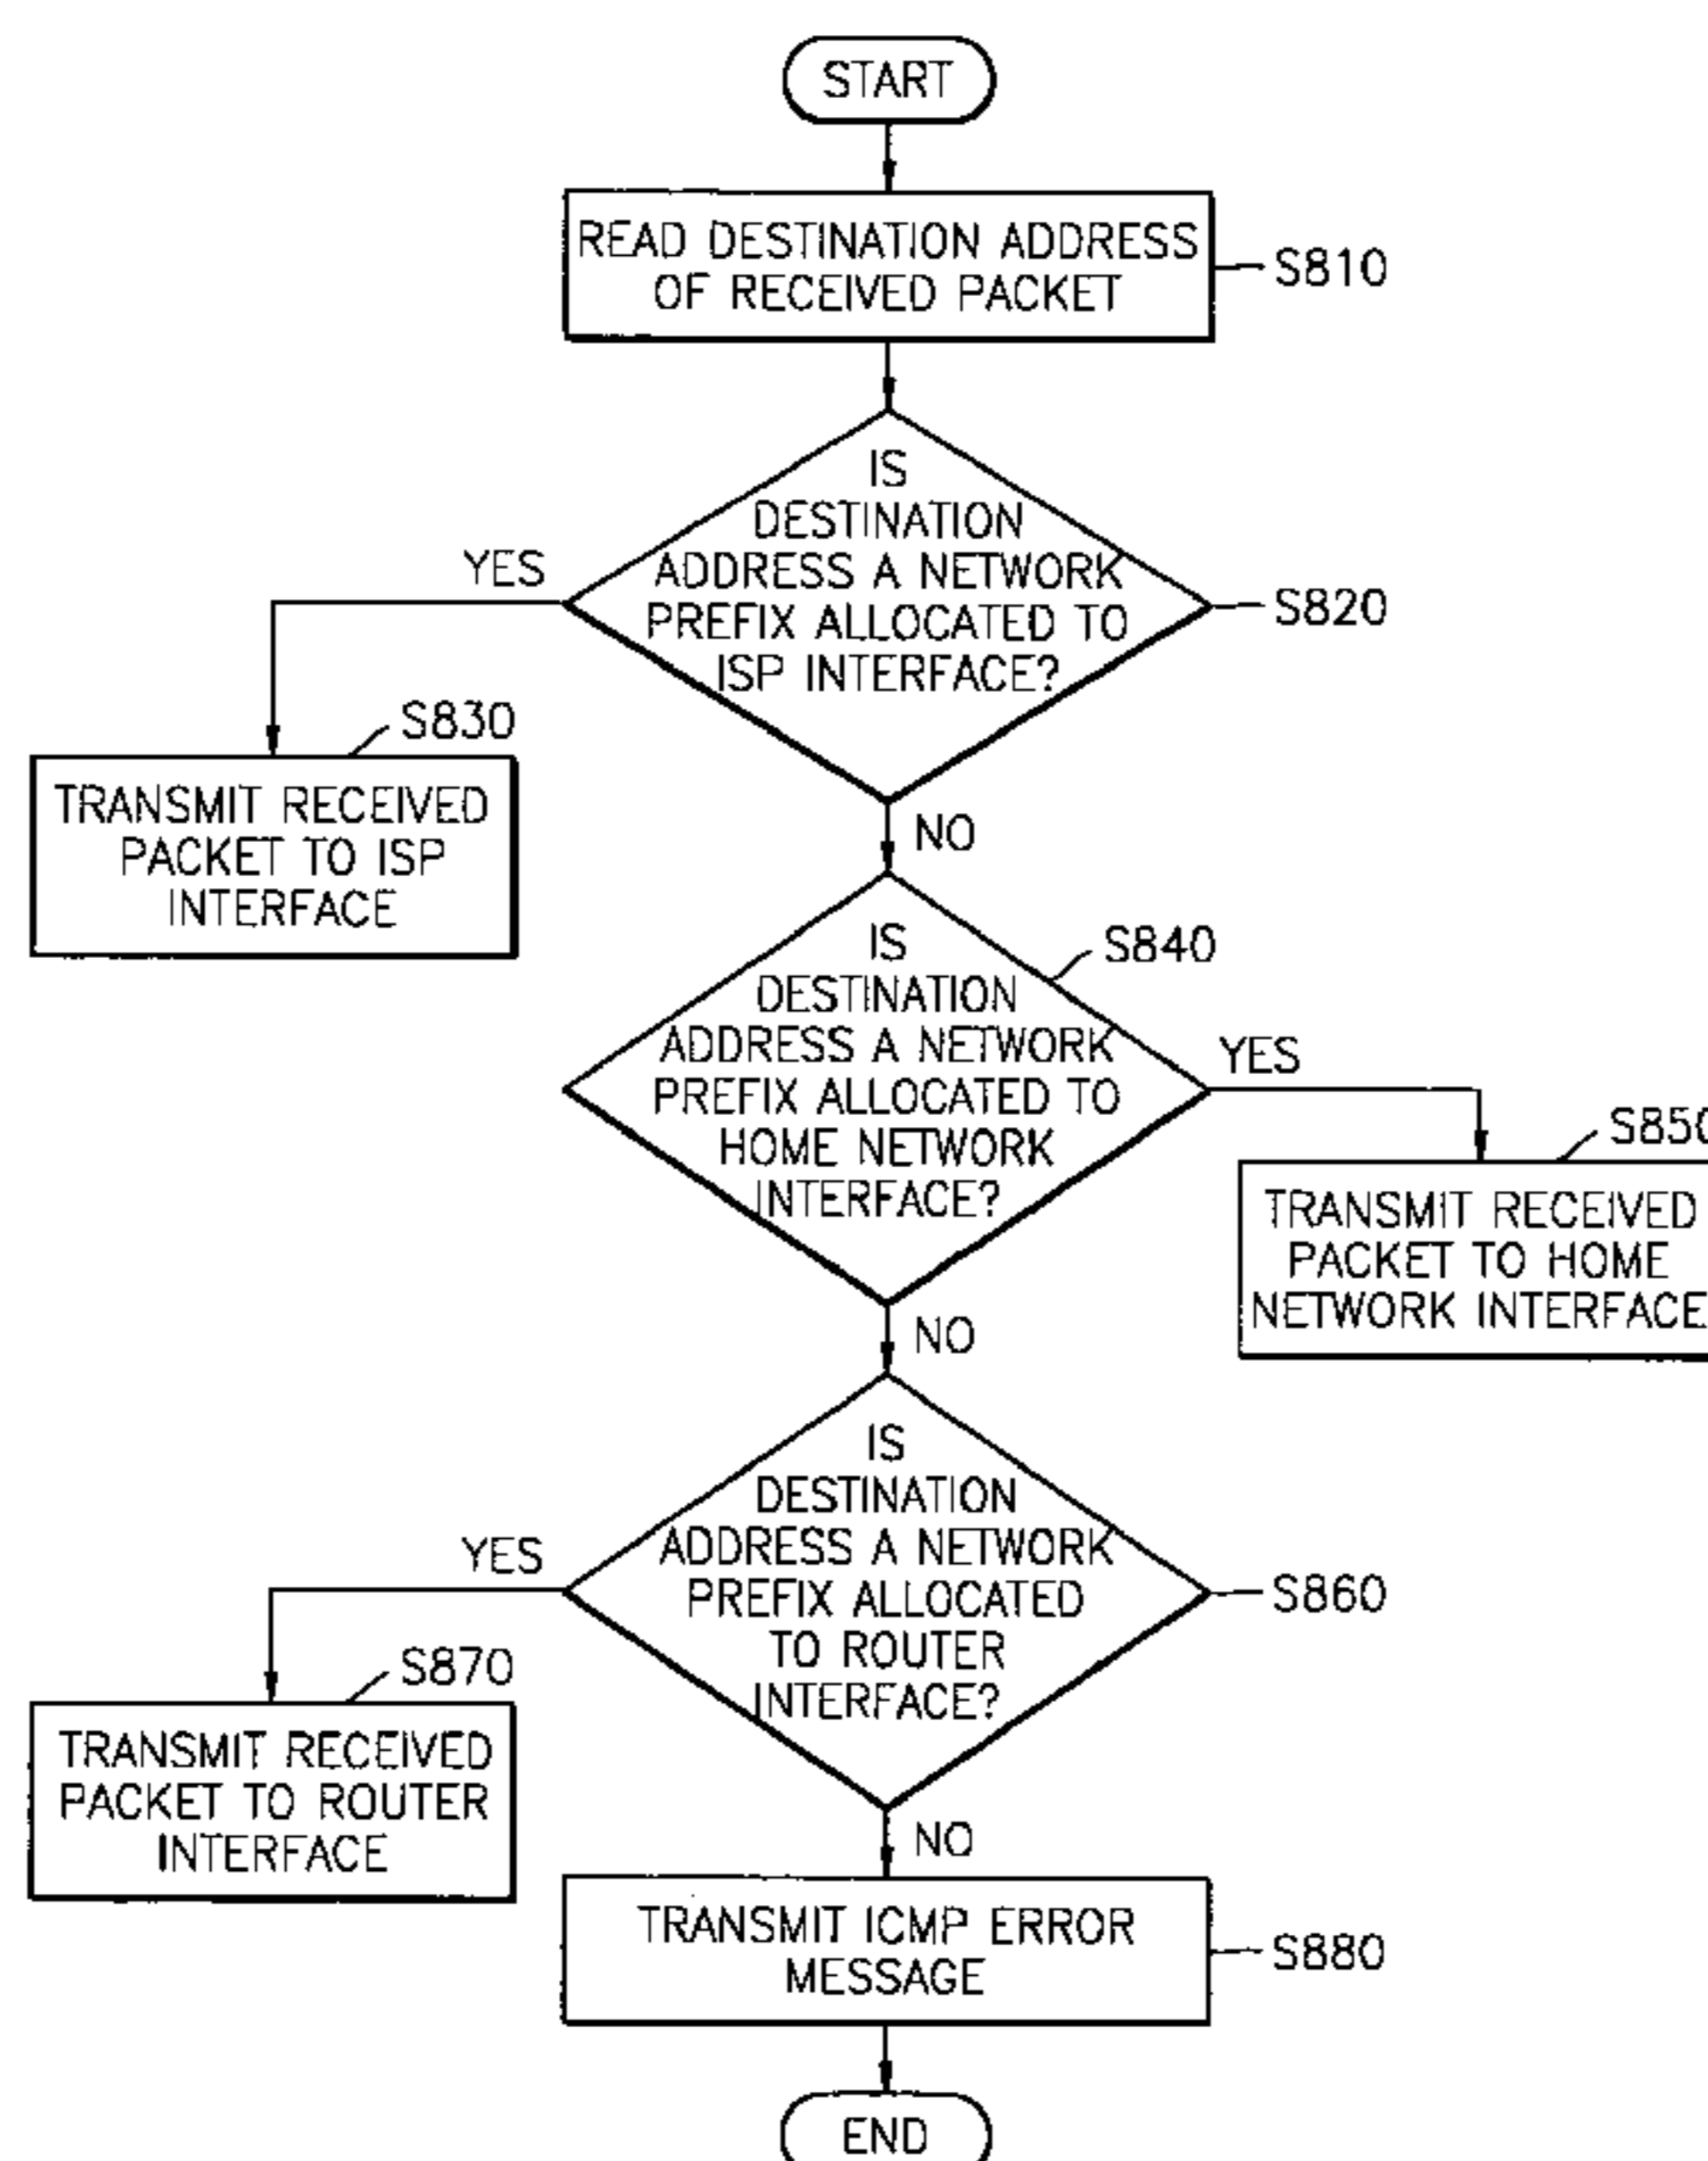 START
READ DESTINATION ADDRESS
OF RECEIVED PACKET
S810
IS
DESTINATION
ADDRESS A NETWORK
PREFIX ALLOCATED TO
ISP INTERFACE?
YES
S820
S830
TRANSMIT RECEIVED
PACKET TO ISP
INTERFACE
NO
IS
DESTINATION
ADDRESS A NETWORK
PREFIX ALLOCATED TO
HOME NETWORK
INTERFACE?
S840
YES
S850
TRANSMIT RECEIVED
PACKET TO HOME
NETWORK INTERFACE
NO
IS
DESTINATION
ADDRESS A NETWORK
PREFIX ALLOCATED
TO ROUTER
INTERFACE?
YES
S860
S870
TRANSMIT RECEIVED
PACKET TO ROUTER
INTERFACE
NO
TRANSMIT ICMP ERROR
MESSAGE
S880
END